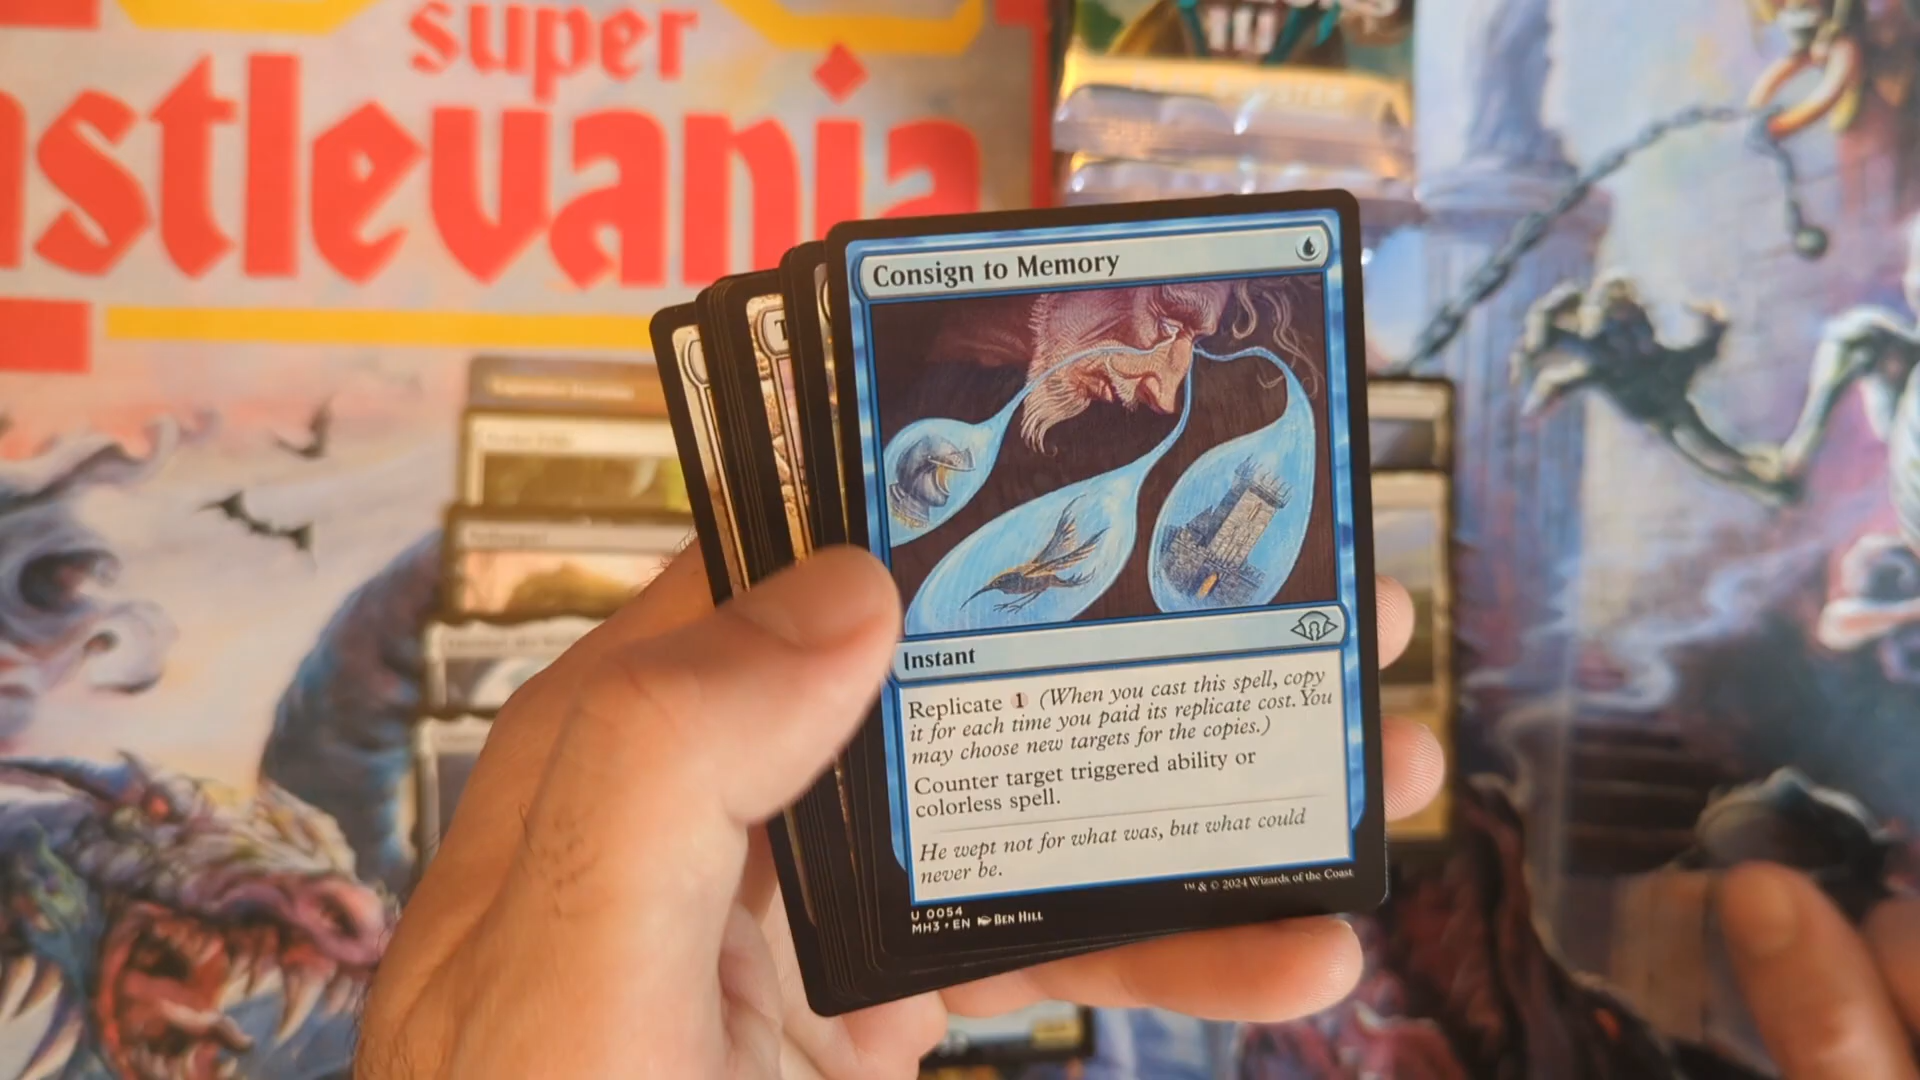 super
astlevania
Consign to Memory
Instant
Replicate 1 (When you cast this spell, copy
it for each time you paid its replicate cost. You
may choose new targets for the copies.)
Counter target triggered ability or
colorless spell.
He wept not for what was, but what could
never be.
™ & © 2024 Wizards of the Coast
U 0054
MH3 • EN Ben Hill